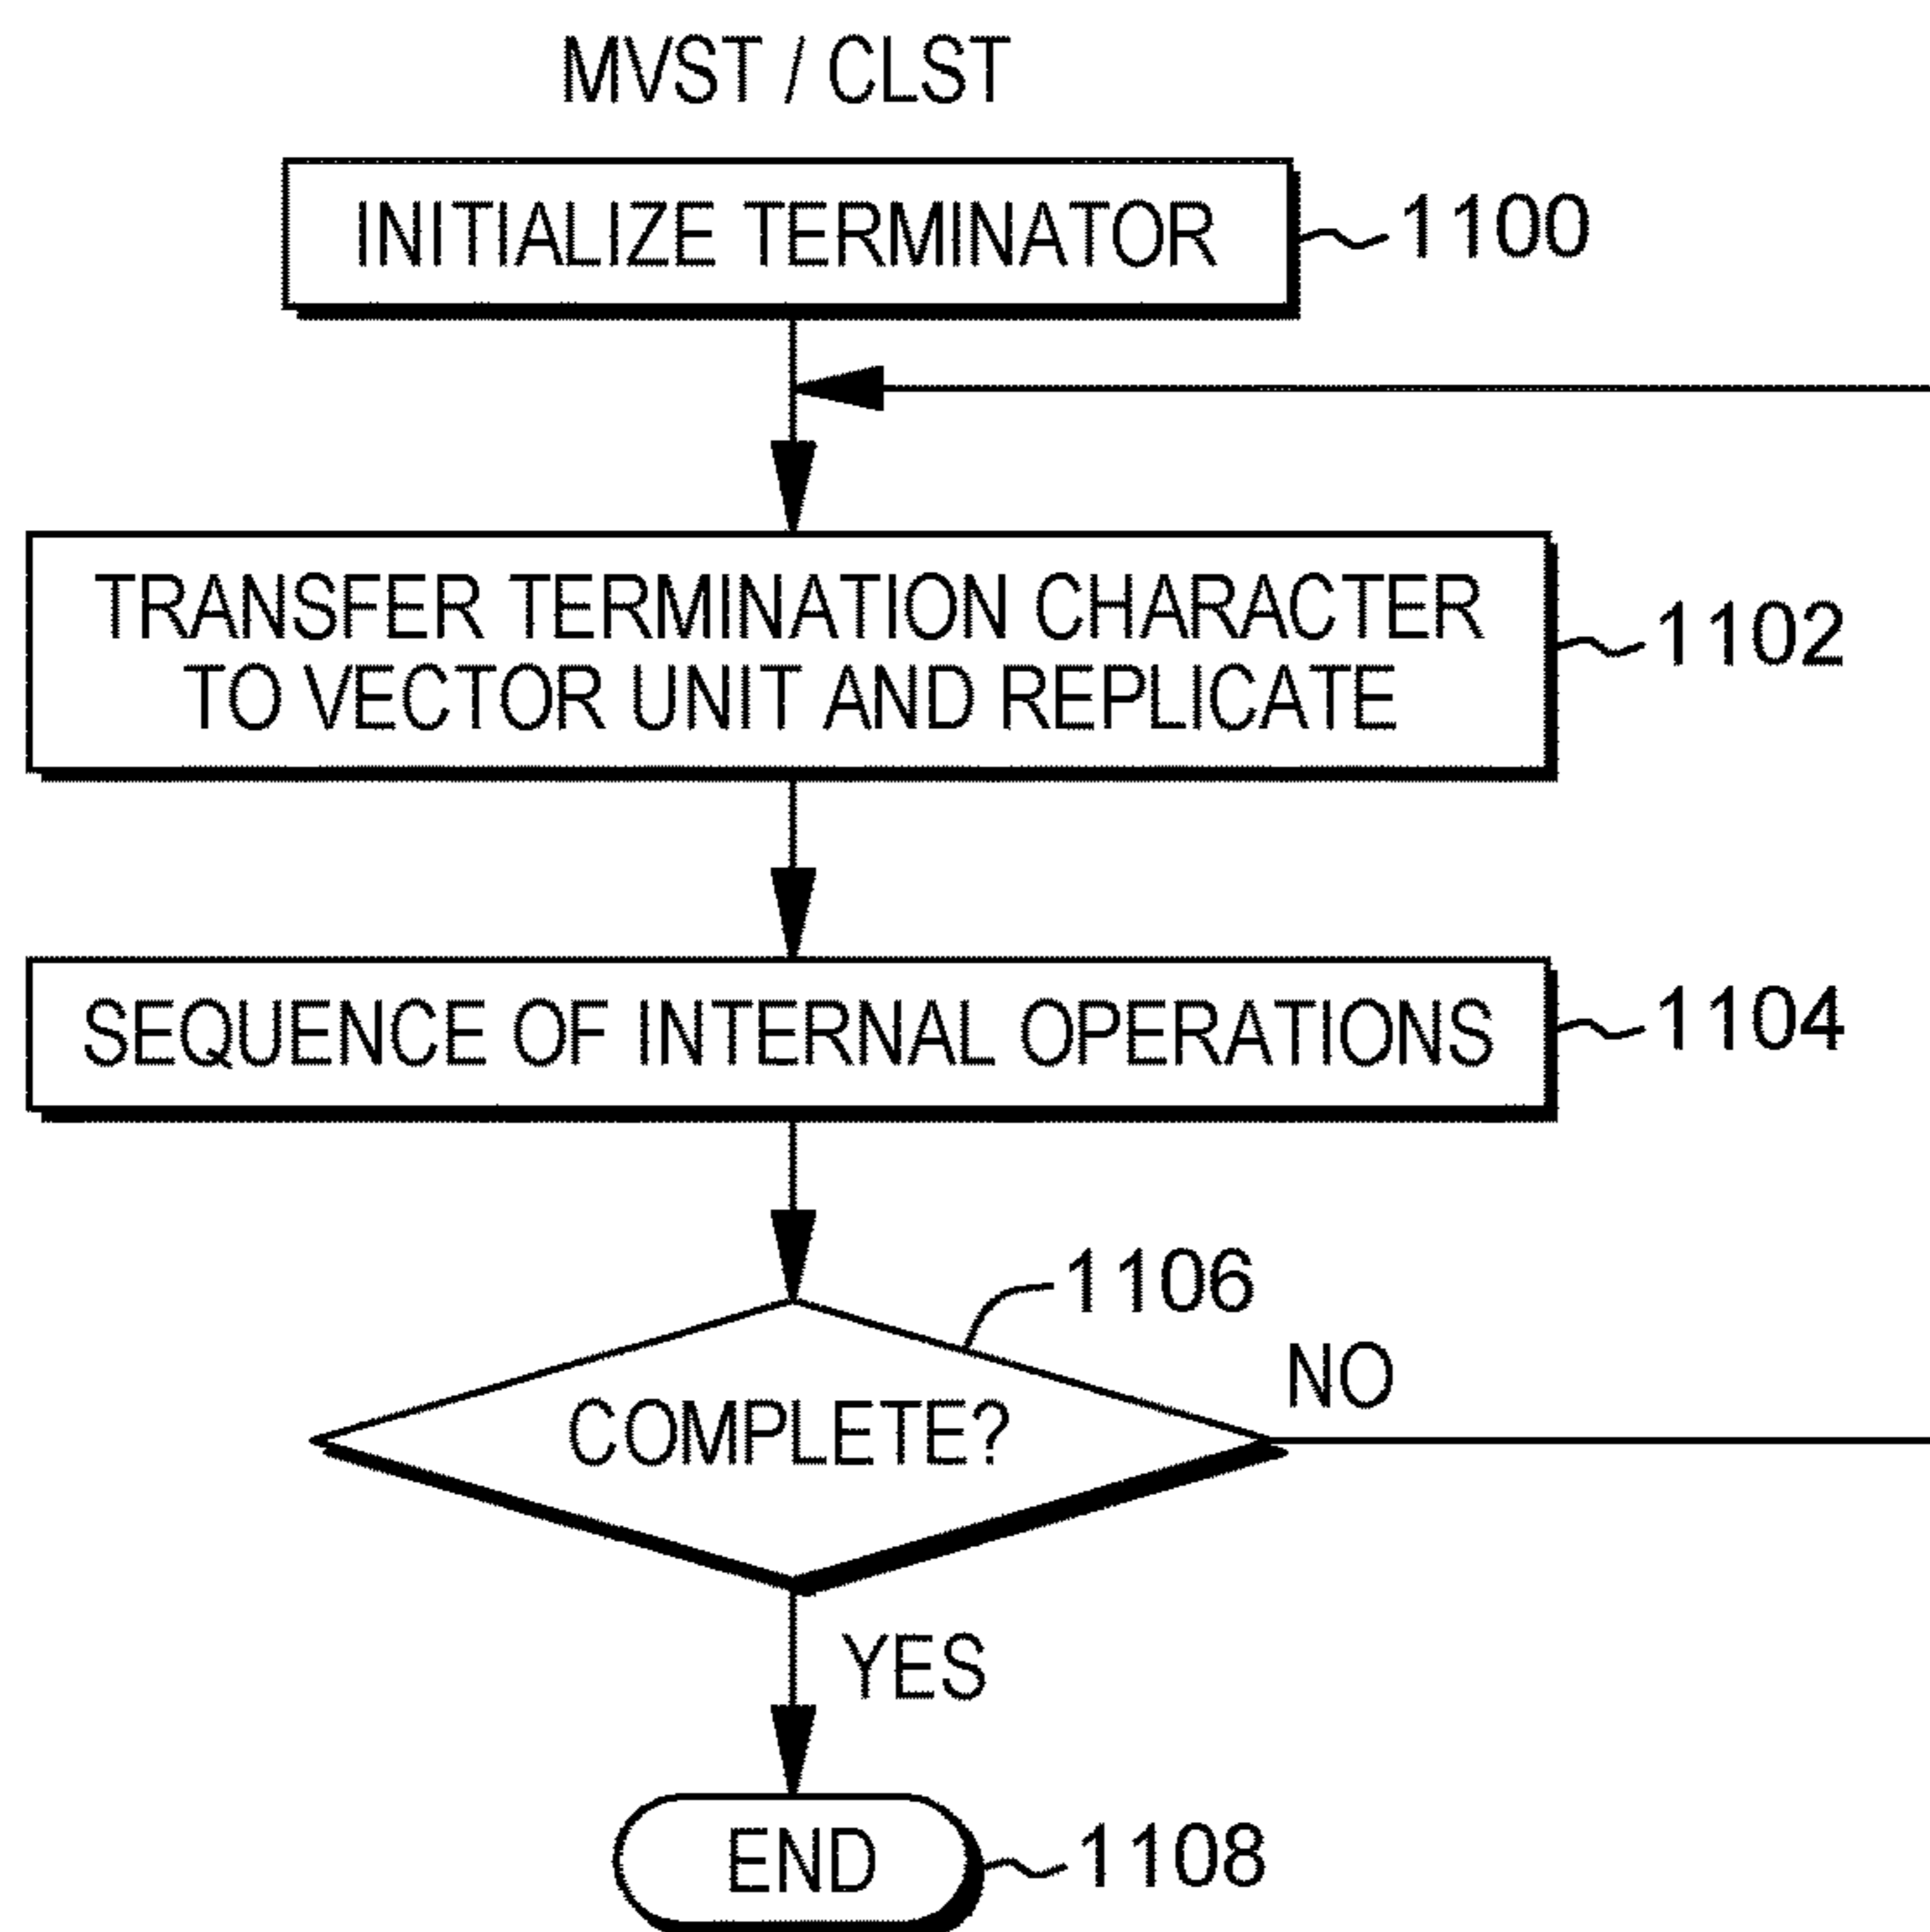 MVST / CLST
INITIALIZE TERMINATOR
1100
TRANSFER TERMINATION CHARACTER
TO VECTOR UNIT AND REPLICATE
1102
SEQUENCE OF INTERNAL OPERATIONS
1104
1106
COMPLETE?
NO
YES
END
1108